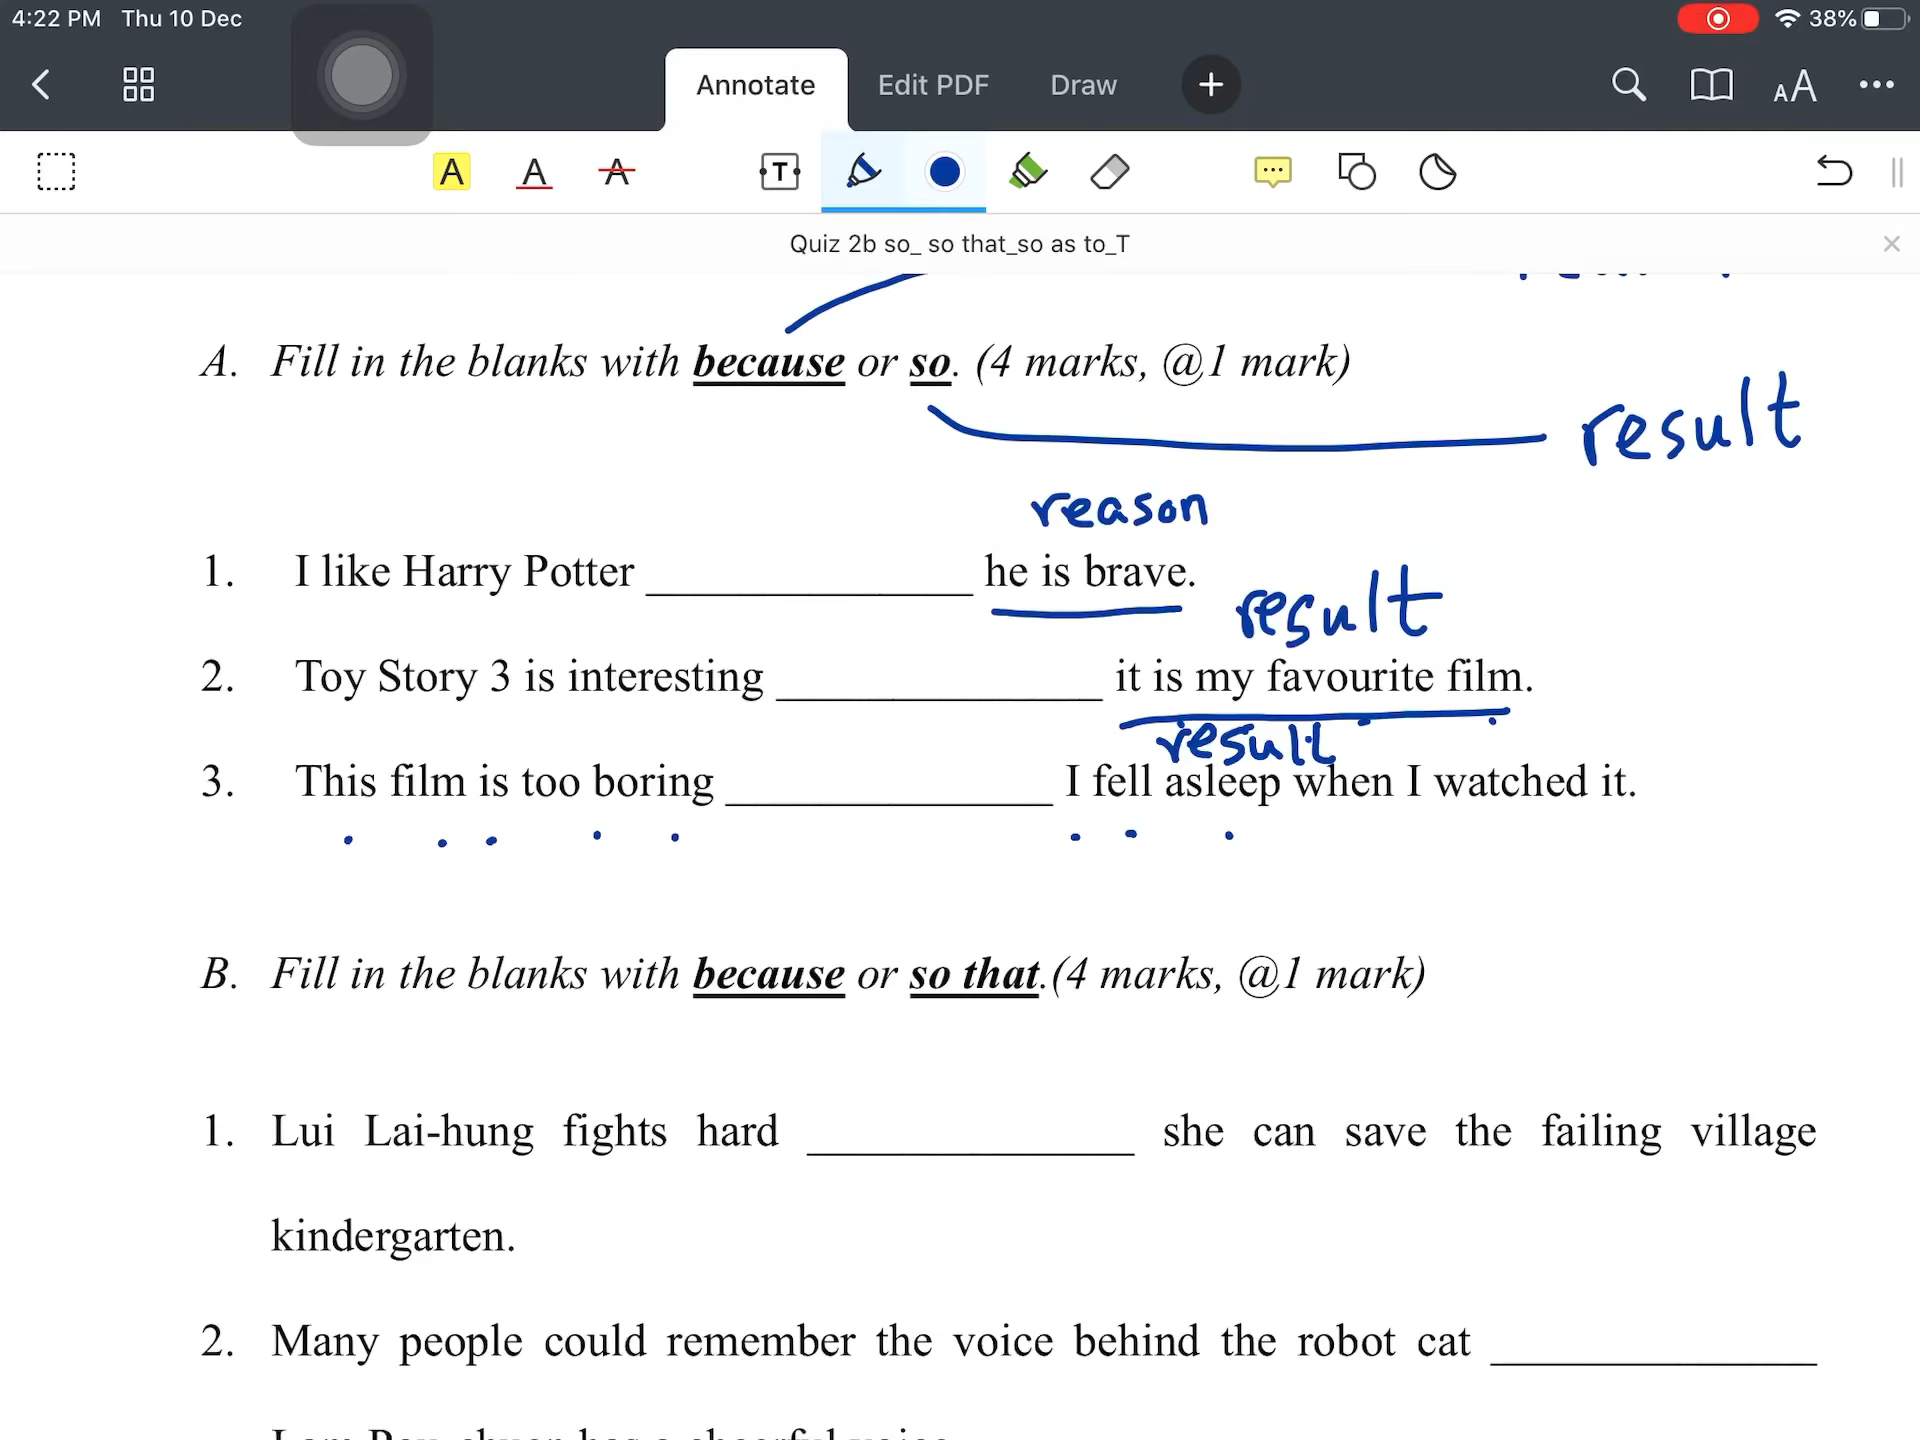 4:22 PM Thu 10 Dec
38%
Annotate Edit PDF Draw
AA
A A A T
Quiz 2b so_ so that_so as to_T
A. Fill in the blanks with because or so. (4 marks, @1 mark)
result
reason
1. I like Harry Potter ______________ he is brave.
result
2. Toy Story 3 is interesting ______________ it is my favourite film.
result
3. This film is too boring ______________ I fell asleep when I watched it.
B. Fill in the blanks with because or so that.(4 marks, @1 mark)
1. Lui Lai-hung fights hard ______________ she can save the failing village
kindergarten.
2. Many people could remember the voice behind the robot cat ______________